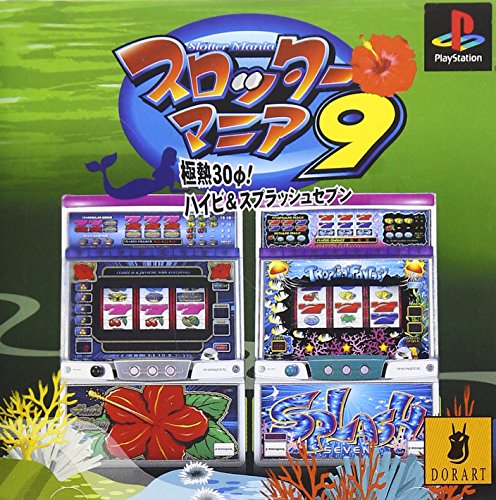 Slotter Mania
スロッター
マニア9
PlayStation
極熱30φ!
ハイビ&スプラッシュセブン
777
SPLASH
SEVEN
DORART